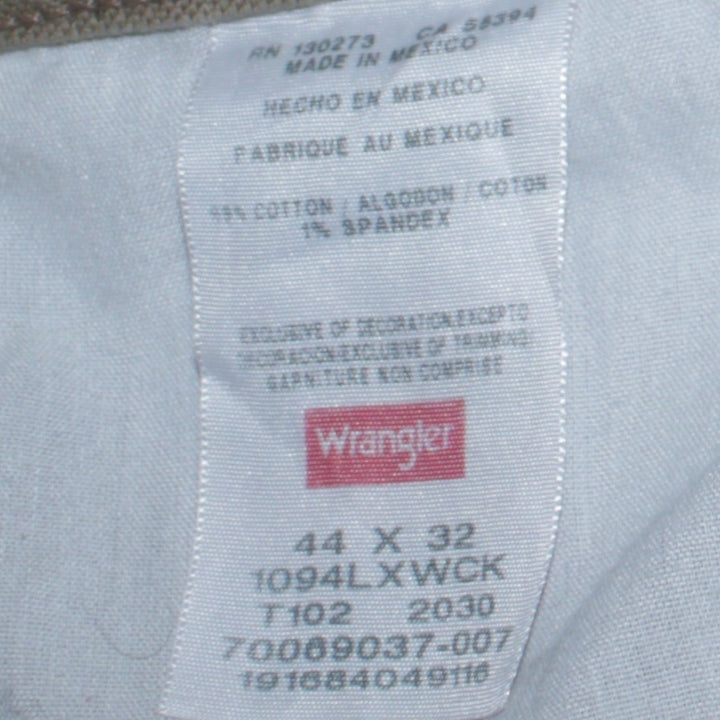 RN 130273 CA 56394
MADE IN MEXICO
HECHO EN MEXICO
FABRIQUE AU MEXIQUE
99% COTTON / ALGODON / COTON
1% SPANDEX
EXCLUSIVE OF DECORATION/EXCEPTO
DECORACION/EXCLUSIVE OF TRIMMING
GARNITURE NON COMPRISE
Wrangler
44 X 32
1094LXWCK
T102 2030
70069037-007
191684049116